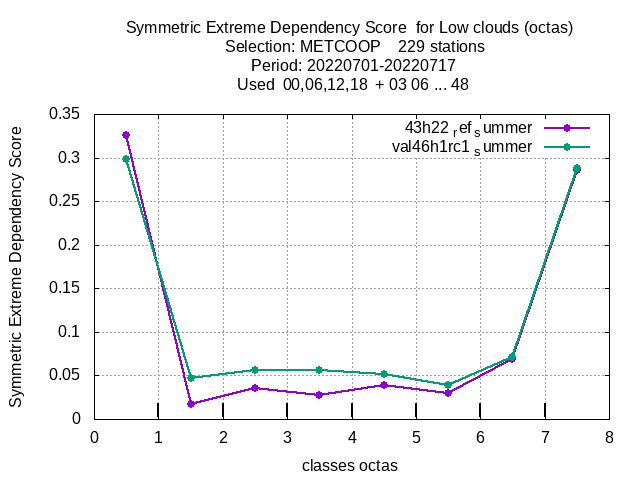 Symmetric Extreme Dependency Score  for Low clouds (octas)
Selection: METCOOP    229 stations
Period: 20220701-20220717
Used  00,06,12,18  + 03 06 ... 48
43h22 refsummer
val46h1rc1 summer
Symmetric Extreme Dependency Score
0.35
0.3
0.25
0.2
0.15
0.1
0.05
0
0 1 2 3 4 5 6 7 8
classes octas